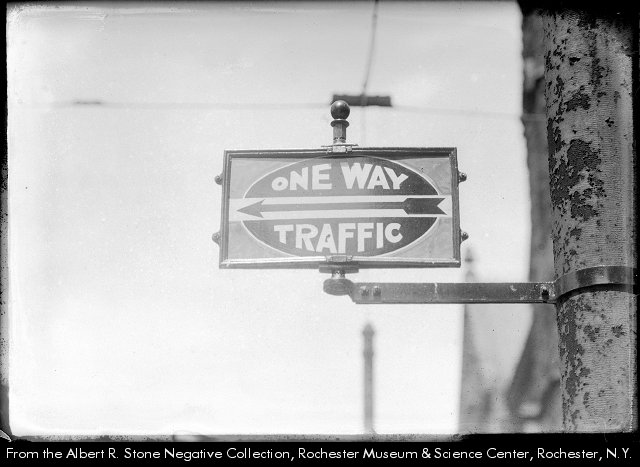 ONE WAY
TRAFFIC
From the Albert R. Stone Negative Collection, Rochester Museum & Science Center, Rochester, N.Y.